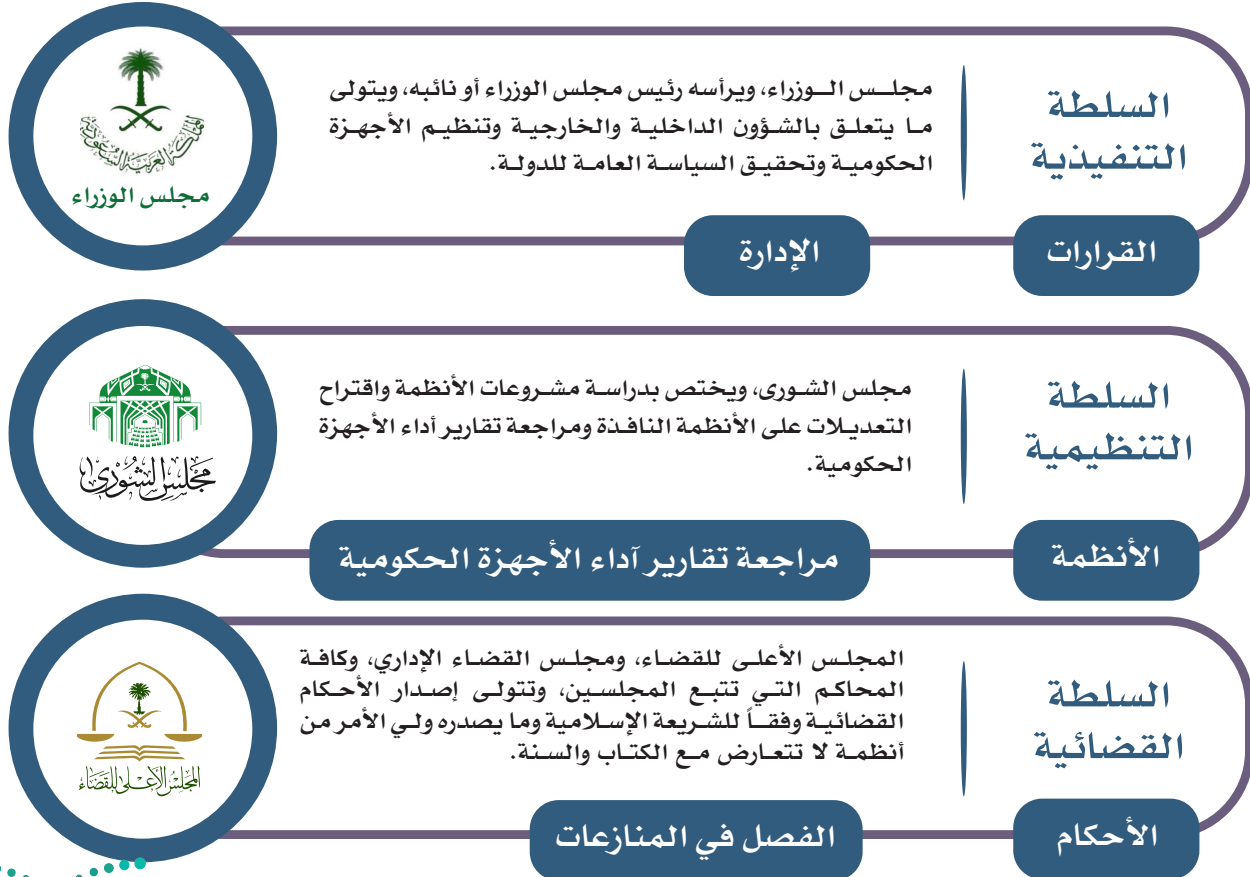 السلطة
التنفيذية
مجلس الوزراء، ويرأسه رئيس مجلس الوزراء أو نائبه، ويتولى
ما يتعلق بالشؤون الداخلية والخارجية وتنظيم الأجهزة
الحكومية وتحقيق السياسة العامة للدولة.
المملكة العربية السعودية
مجلس الوزراء
القرارات
الإدارة
السلطة
التنظيمية
مجلس الشورى، ويختص بدراسة مشروعات الأنظمة واقتراح
التعديلات على الأنظمة النافذة ومراجعة تقارير أداء الأجهزة
الحكومية.
مجلس الشورى
الأنظمة
مراجعة تقارير آداء الأجهزة الحكومية
السلطة
القضائية
المجلس الأعلى للقضاء، ومجلس القضاء الإداري، وكافة
المحاكم التي تتبع المجلسين، وتتولى إصدار الأحكام
القضائية وفقاً للشريعة الإسلامية وما يصدره ولي الأمر من
أنظمة لا تتعارض مع الكتاب والسنة.
المجلس الأعلى للقضاء
الأحكام
الفصل في المنازعات